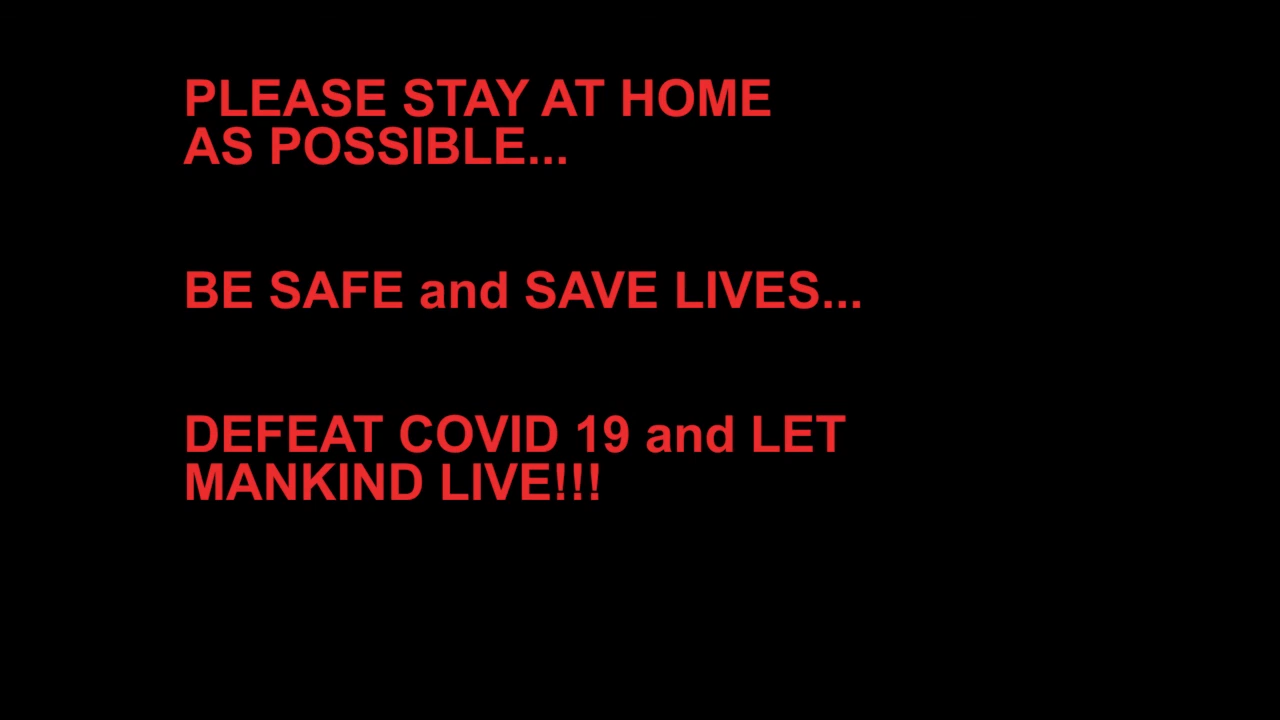 PLEASE STAY AT HOME
AS POSSIBLE...
BE SAFE and SAVE LIVES...
DEFEAT COVID 19 and LET
MANKIND LIVE!!!